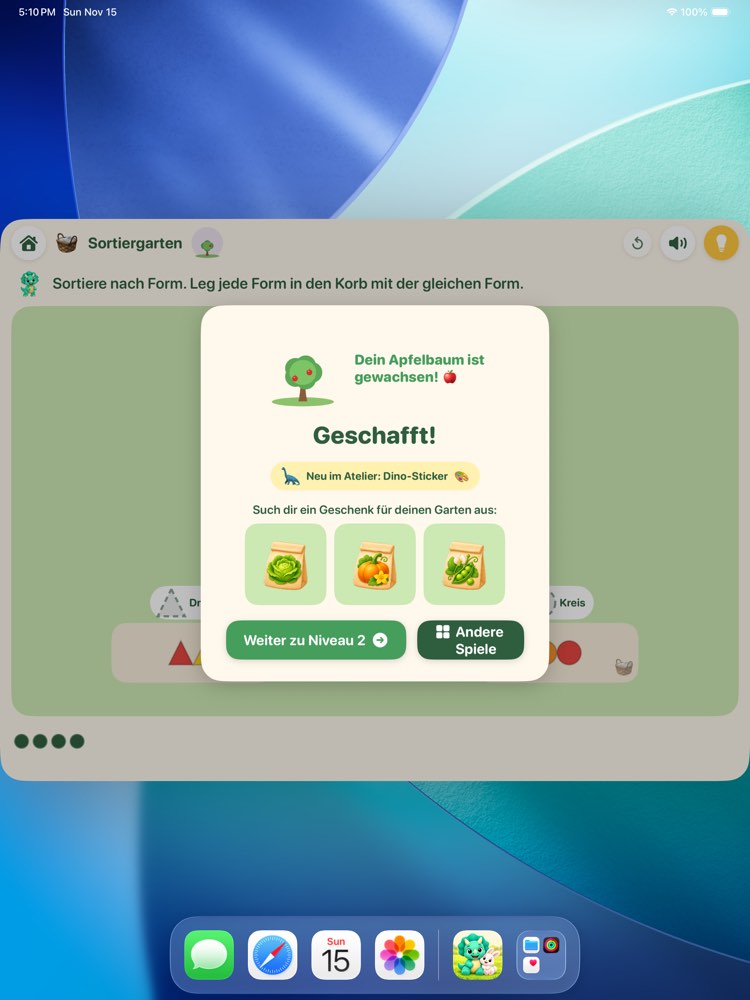 5:10 PM Sun Nov 15
100%
Sortiergarten
Sortiere nach Form. Leg jede Form in den Korb mit der gleichen Form.
Dein Apfelbaum ist
gewachsen!
Geschafft!
Neu im Atelier: Dino-Sticker
Such dir ein Geschenk für deinen Garten aus:
Kreis
Weiter zu Niveau 2
Andere
Spiele
Sun
15